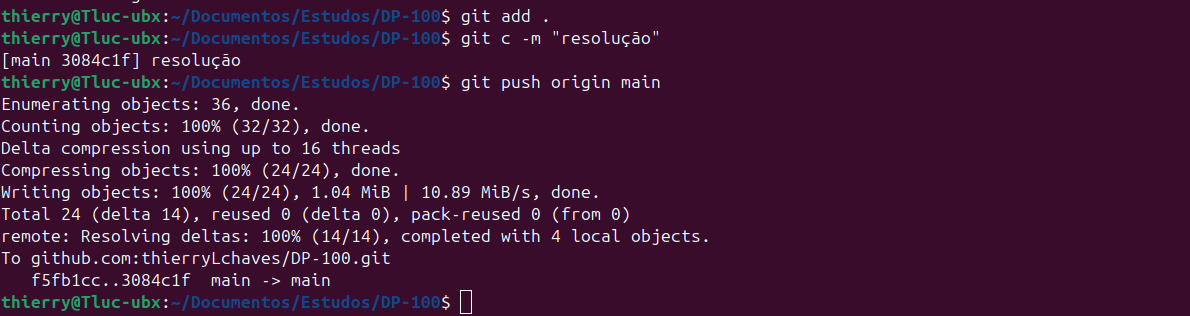 thierry@Tluc-ubx:~/Documentos/Estudos/DP-100$ git add .
thierry@Tluc-ubx:~/Documentos/Estudos/DP-100$ git c -m "resolução"
[main 3084c1f] resolução
thierry@Tluc-ubx:~/Documentos/Estudos/DP-100$ git push origin main
Enumerating objects: 36, done.
Counting objects: 100% (32/32), done.
Delta compression using up to 16 threads
Compressing objects: 100% (24/24), done.
Writing objects: 100% (24/24), 1.04 MiB | 10.89 MiB/s, done.
Total 24 (delta 14), reused 0 (delta 0), pack-reused 0 (from 0)
remote: Resolving deltas: 100% (14/14), completed with 4 local objects.
To github.com:thierryLchaves/DP-100.git
   f5fb1cc..3084c1f  main -> main
thierry@Tluc-ubx:~/Documentos/Estudos/DP-100$